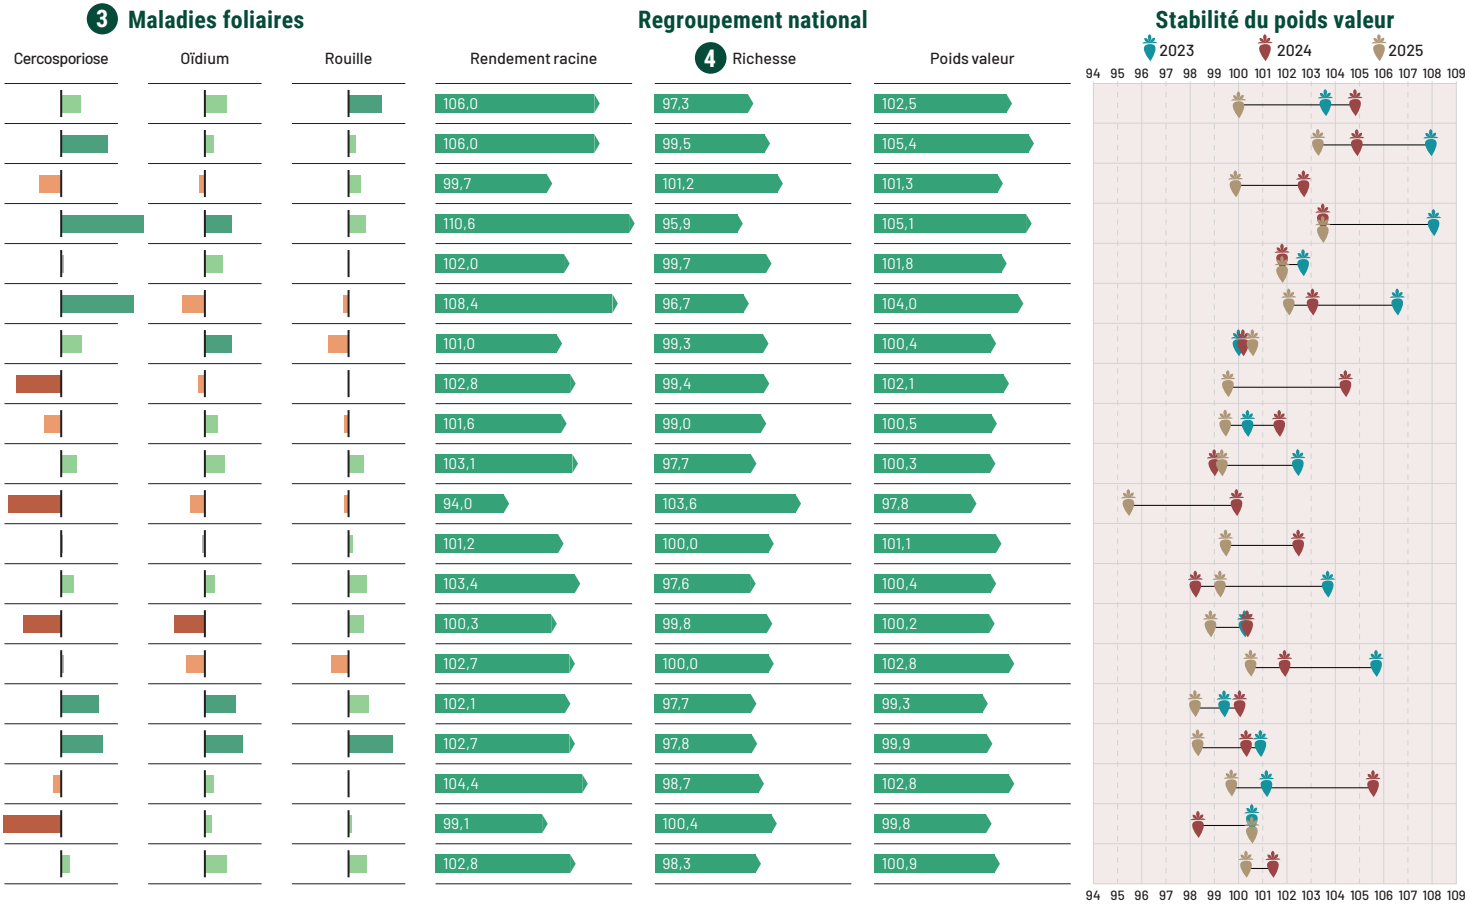 3 Maladies foliaires
Regroupement national
Stabilité du poids valeur
Cercosporiose
Oïdium
Rouille
Rendement racine
4 Richesse
Poids valeur
2023
2024
2025
94 95 96 97 98 99 100 101 102 103 104 105 106 107 108 109
106,0 97,3 102,5
106,0 99,5 105,4
99,7 101,2 101,3
110,6 95,9 105,1
102,0 99,7 101,8
108,4 96,7 104,0
101,0 99,3 100,4
102,8 99,4 102,1
101,6 99,0 100,5
103,1 97,7 100,3
94,0 103,6 97,8
101,2 100,0 101,1
103,4 97,6 100,4
100,3 99,8 100,2
102,7 100,0 102,8
102,1 97,7 99,3
102,7 97,8 99,9
104,4 98,7 102,8
99,1 100,4 99,8
102,8 98,3 100,9
94 95 96 97 98 99 100 101 102 103 104 105 106 107 108 109